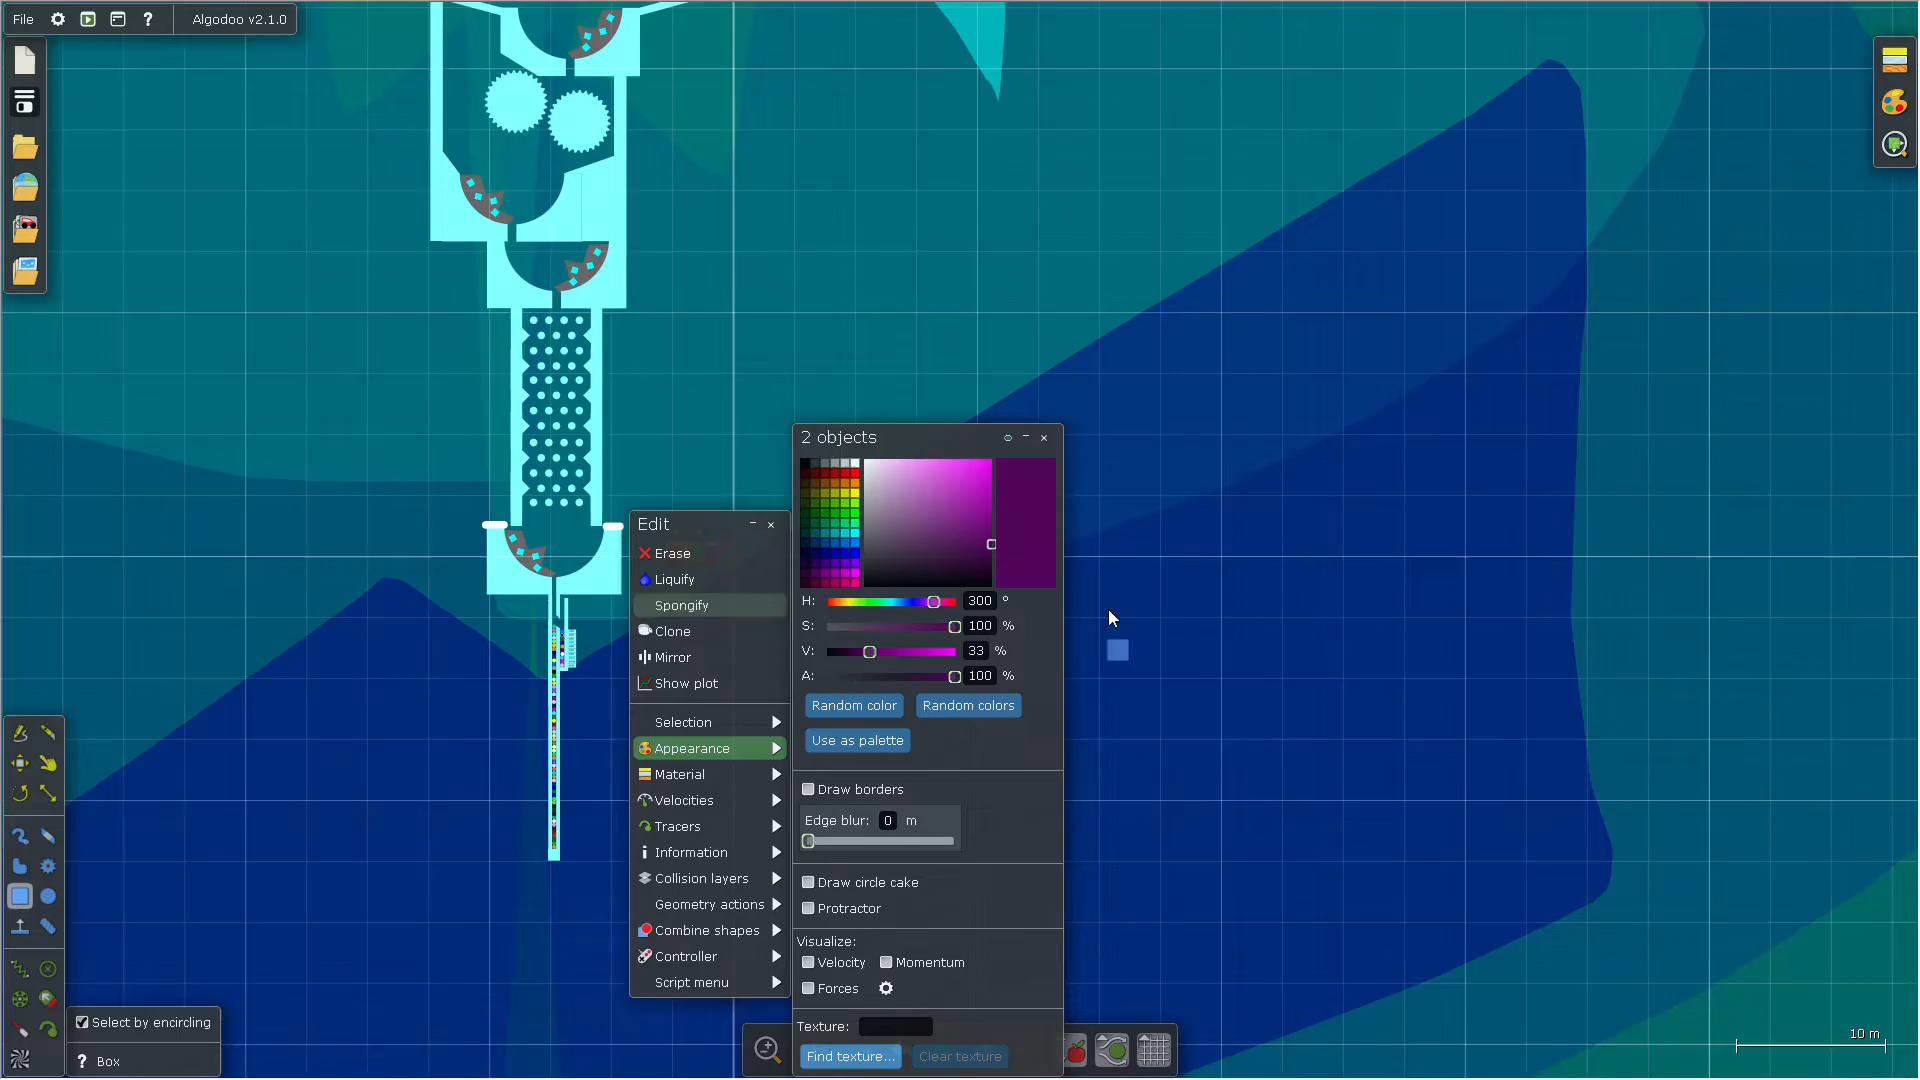 File
?
Algodoo v2.1.0
2 objects
Edit
Erase
Liquify
Spongify
Clone
Mirror
Show plot
Selection
Appearance
Material
Velocities
Tracers
Information
Collision layers
Geometry actions
Combine shapes
Controller
Script menu
H: 300 °
S: 100 %
V: 33 %
A: 100 %
Random color Random colors
Use as palette
Draw borders
Edge blur: 0 m
Draw circle cake
Protractor
Visualize:
Velocity Momentum
Forces
Texture:
Find texture... Clear texture
Select by encircling
? Box
10 m